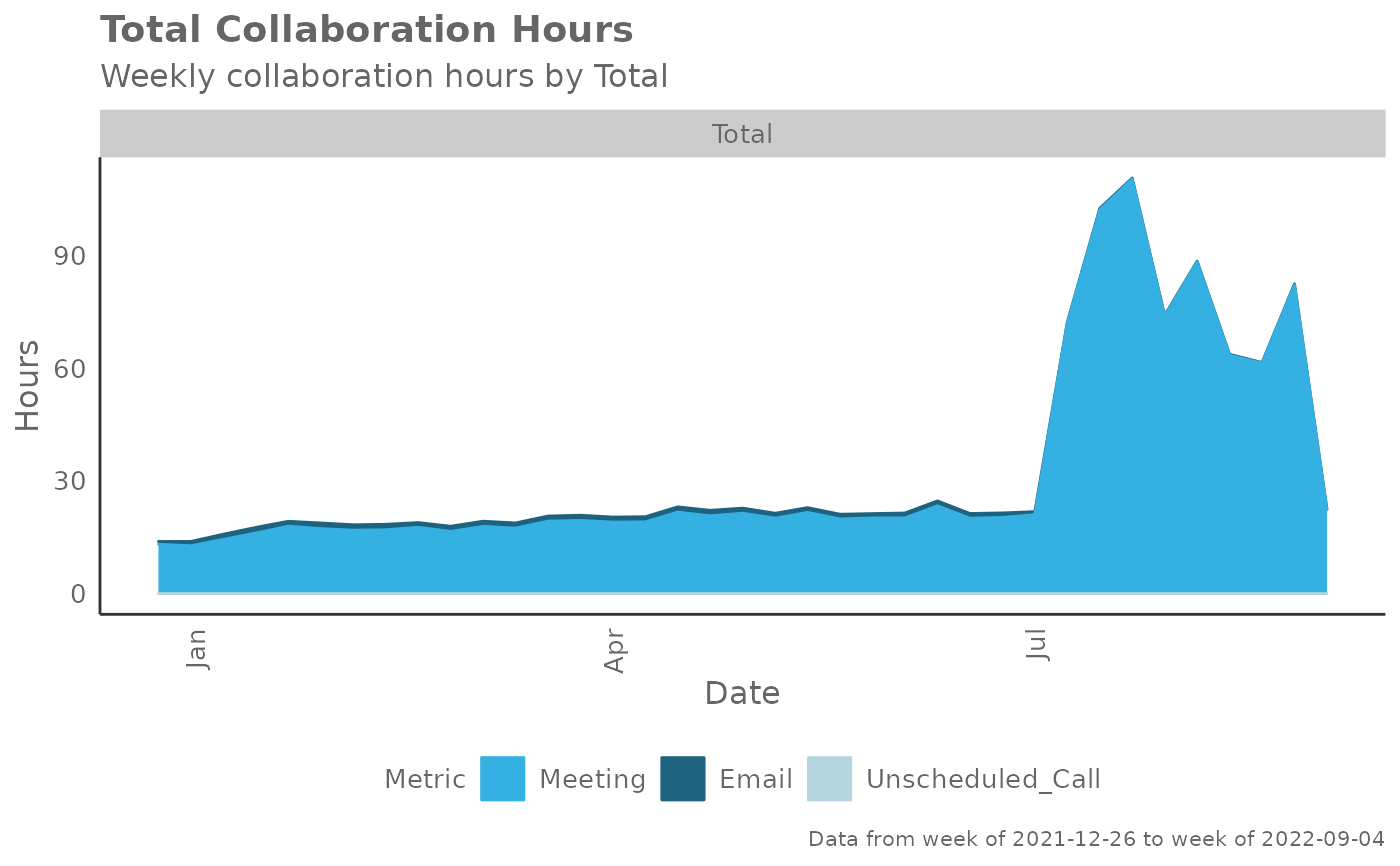 Total Collaboration Hours
Weekly collaboration hours by Total
Total
90
60
30
0
Hours
Jan
Apr
Jul
Date
Metric
Meeting
Email
Unscheduled_Call
Data from week of 2021-12-26 to week of 2022-09-04